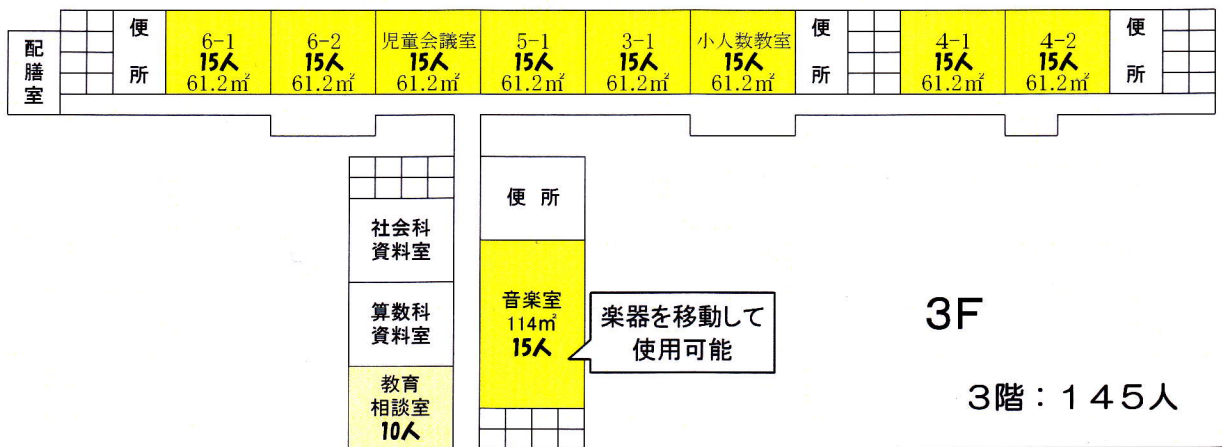 配膳室
便所
6-1
15人
61.2㎡
6-2
15人
61.2㎡
児童会議室
15人
61.2㎡
5-1
15人
61.2㎡
3-1
15人
61.2㎡
小人数教室
15人
61.2㎡
便所
4-1
15人
61.2㎡
4-2
15人
61.2㎡
便所
便所
社会科
資料室
算数科
資料室
教育
相談室
10人
音楽室
114㎡
15人
楽器を移動して
使用可能
3F
3階：145人